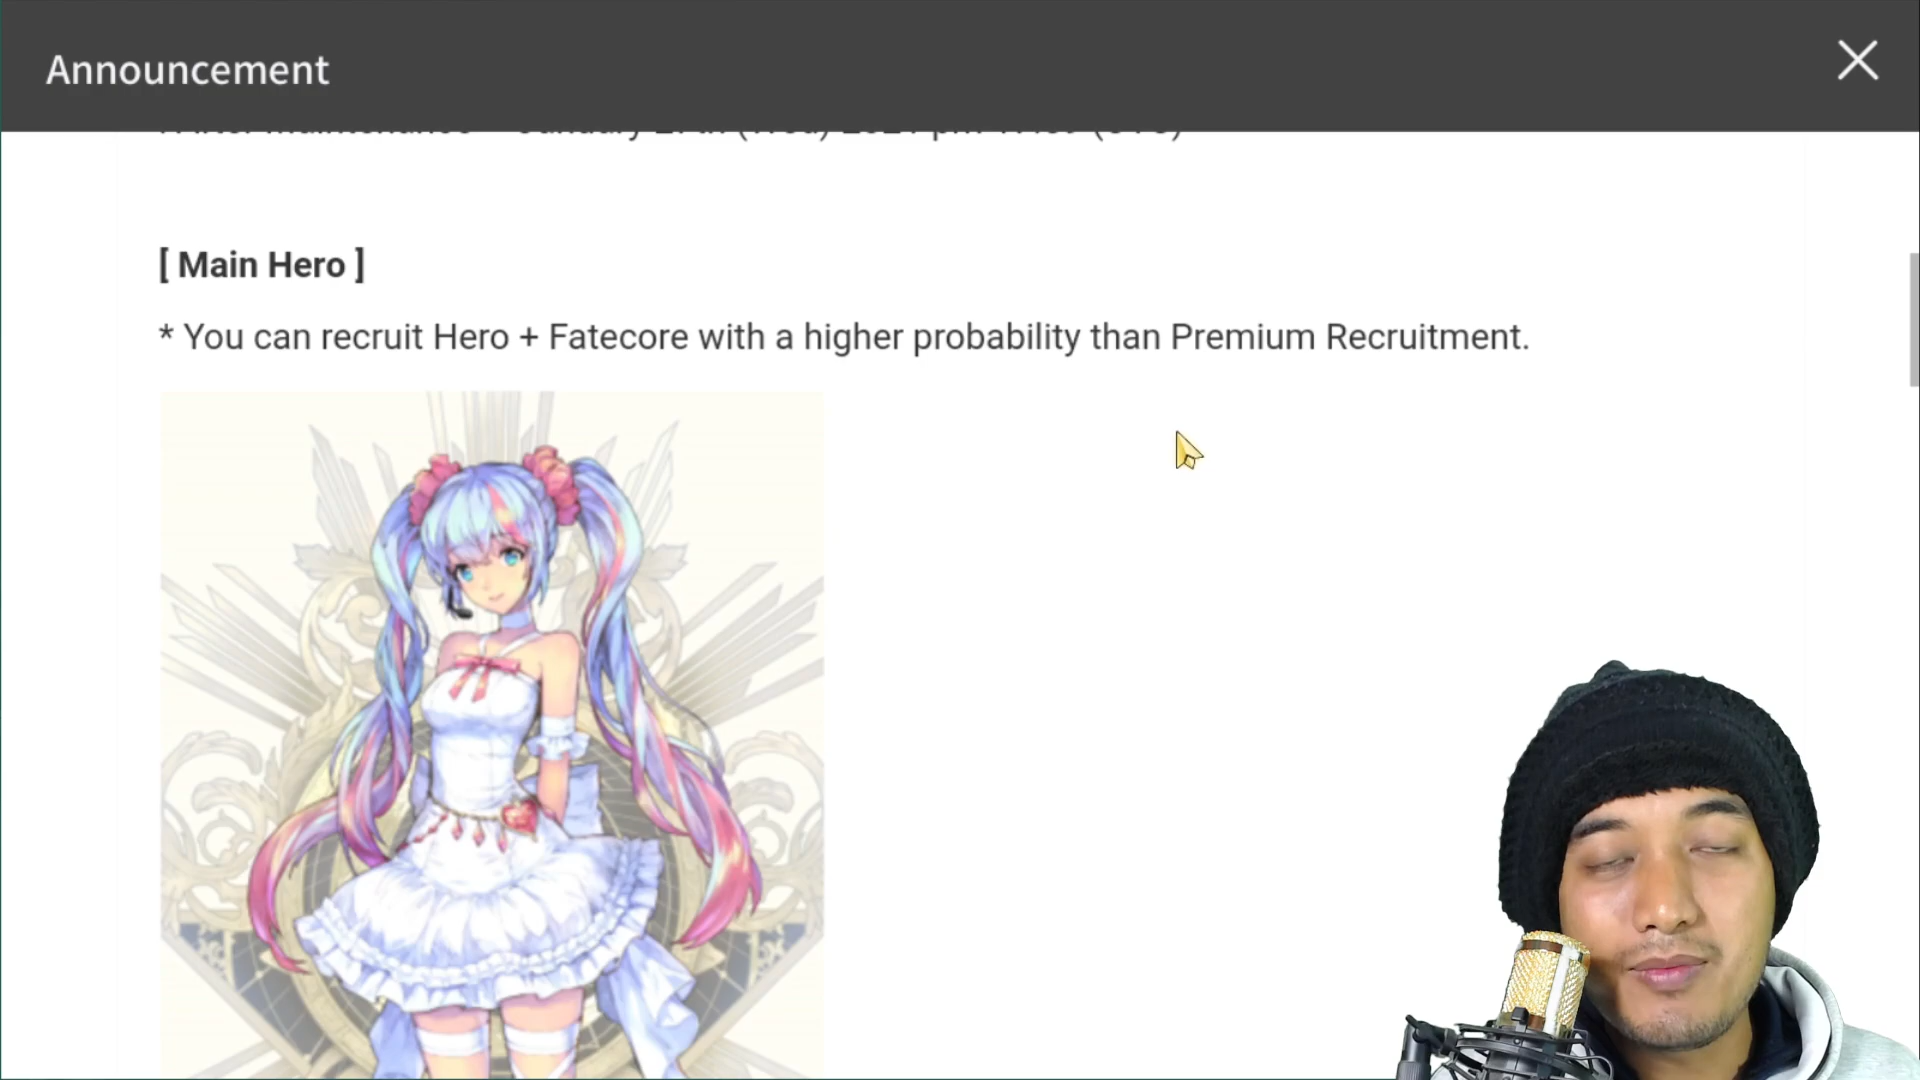 Announcement
[ Main Hero ]
* You can recruit Hero + Fatecore with a higher probability than Premium Recruitment.